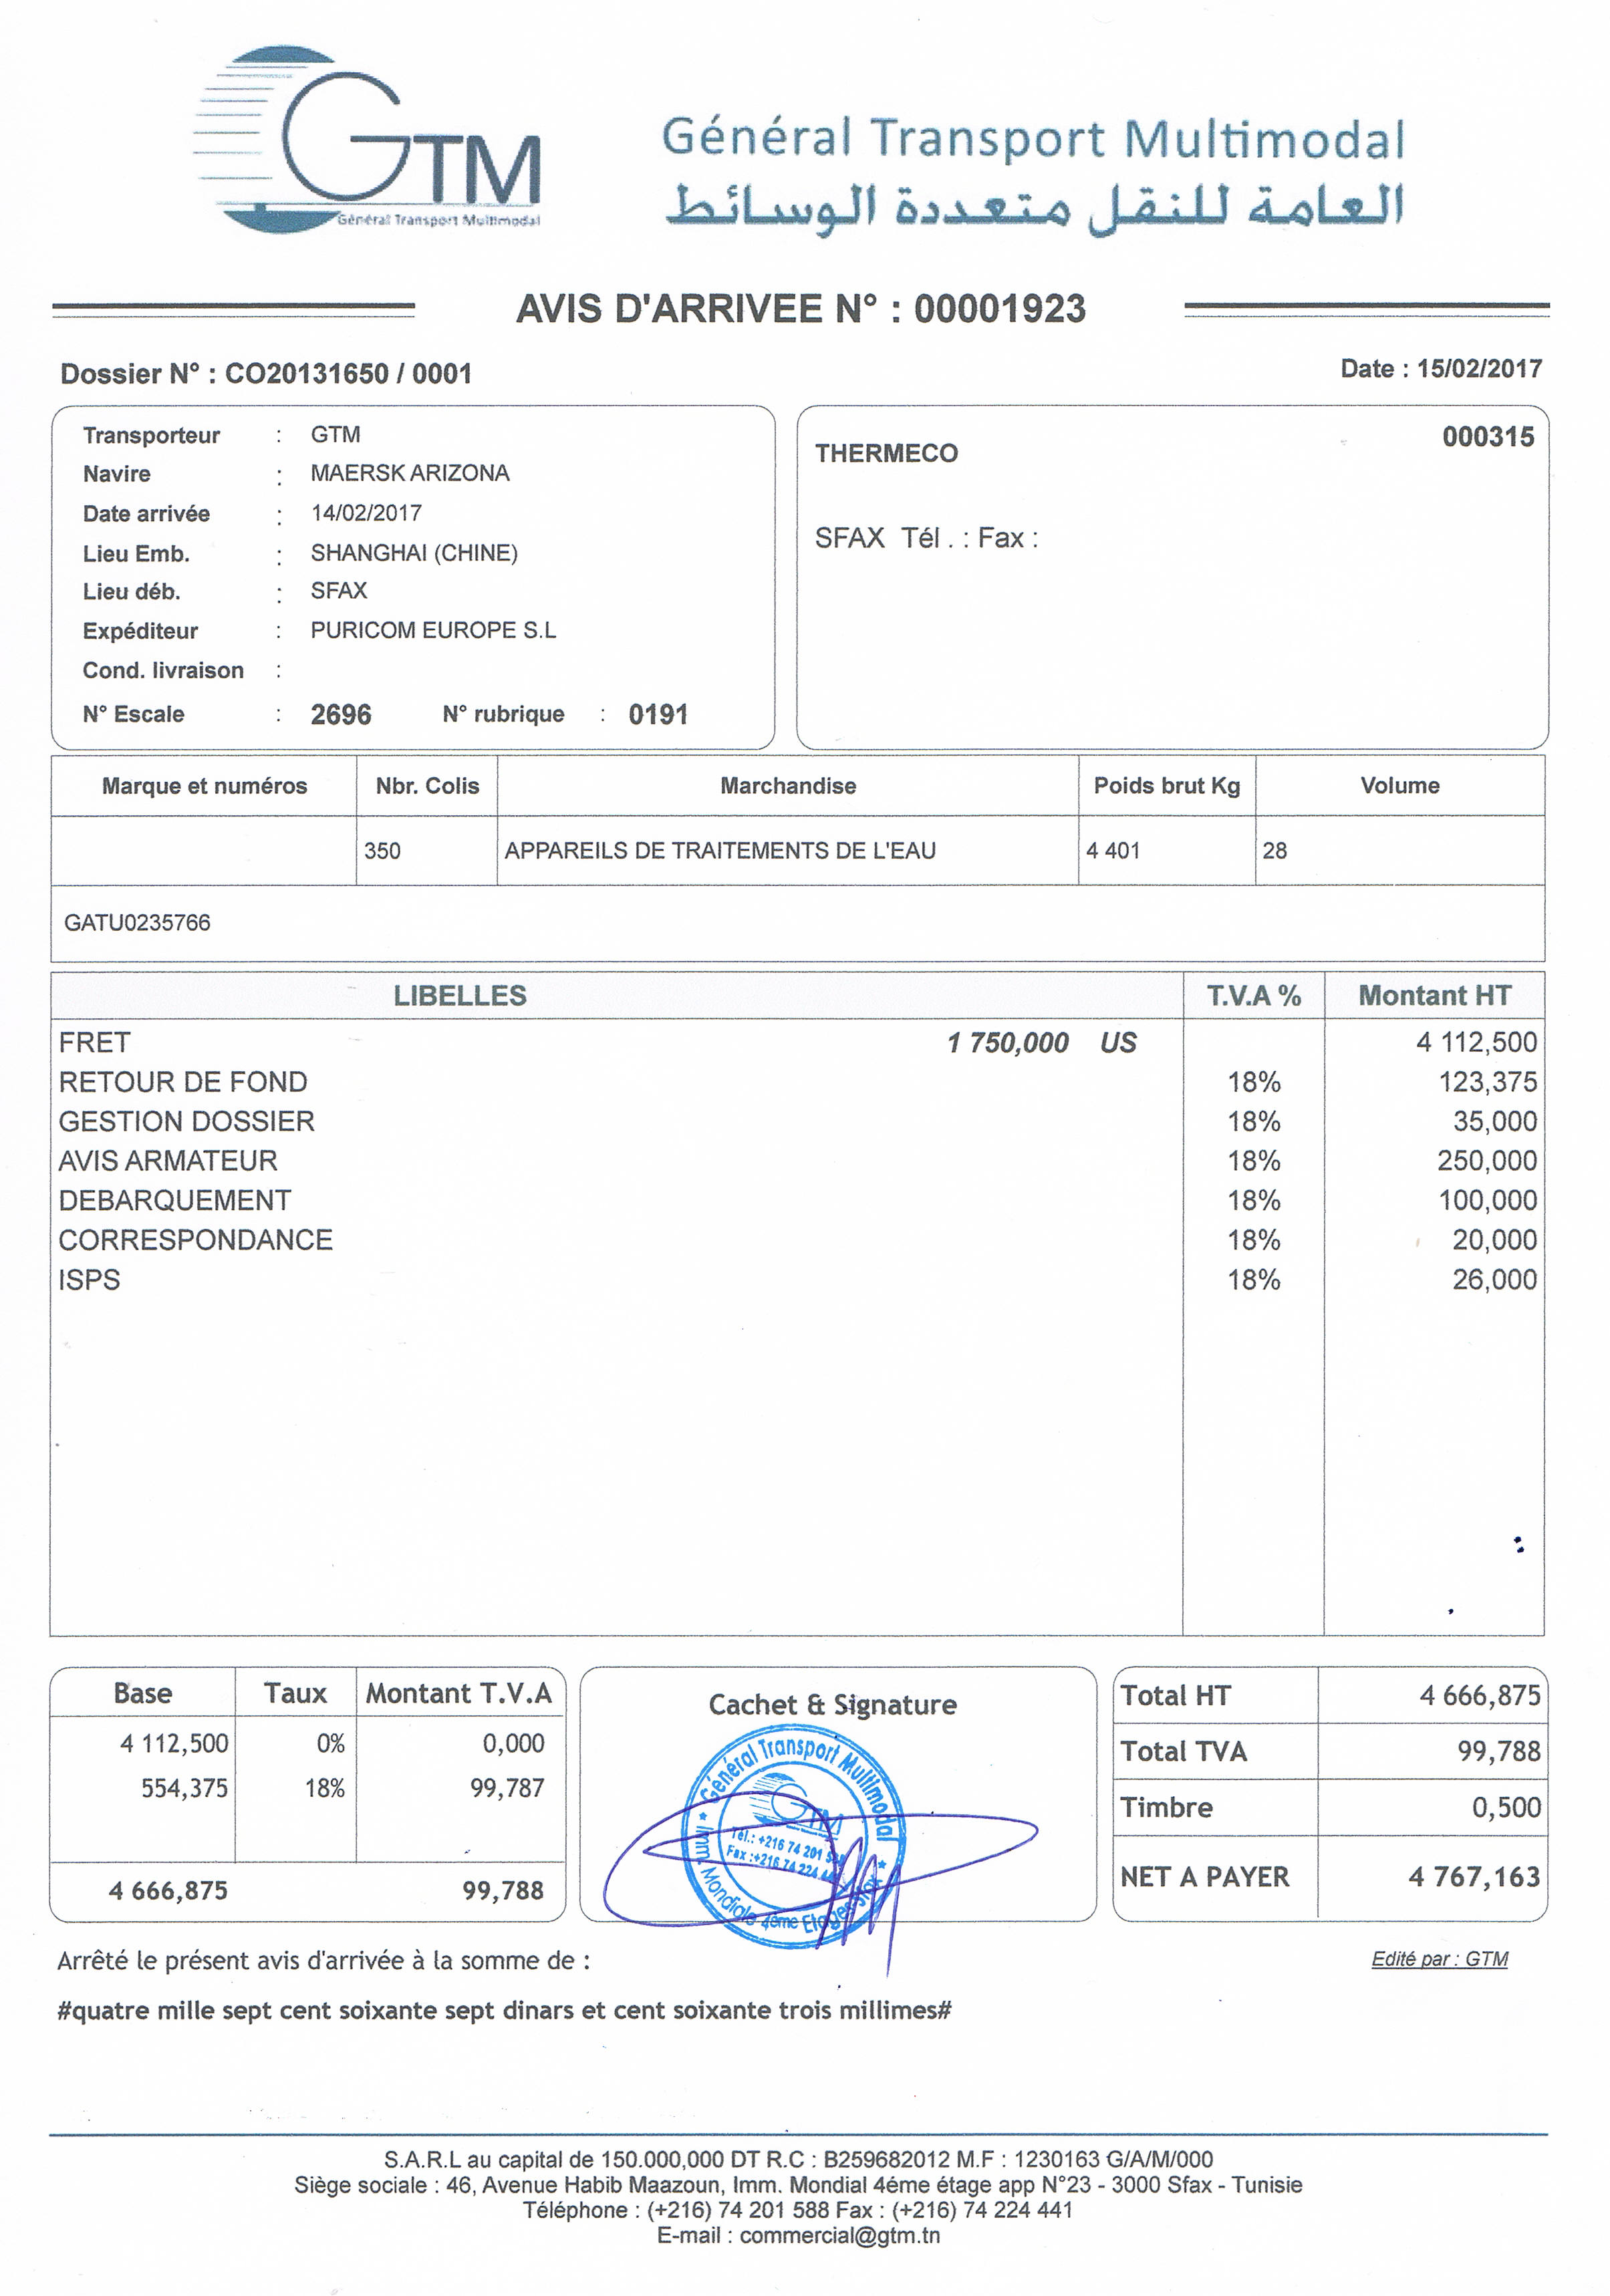 GTM
Général Transport Multimodal
Général Transport Multimodal
العامة للنقل متعددة الوسائط
AVIS D'ARRIVEE N° : 00001923
Dossier N° : CO20131650 / 0001
Date : 15/02/2017
Transporteur : GTM
Navire : MAERSK ARIZONA
Date arrivée : 14/02/2017
Lieu Emb. : SHANGHAI (CHINE)
Lieu déb. : SFAX
Expéditeur : PURICOM EUROPE S.L
Cond. livraison :
N° Escale : 2696 N° rubrique : 0191
000315
THERMECO
SFAX Tél . : Fax :
Marque et numéros Nbr. Colis Marchandise Poids brut Kg Volume
350 APPAREILS DE TRAITEMENTS DE L'EAU 4 401 28
GATU0235766
LIBELLES T.V.A % Montant HT
FRET 1 750,000 US 4 112,500
RETOUR DE FOND 18% 123,375
GESTION DOSSIER 18% 35,000
AVIS ARMATEUR 18% 250,000
DEBARQUEMENT 18% 100,000
CORRESPONDANCE 18% 20,000
ISPS 18% 26,000
Base Taux Montant T.V.A
4 112,500 0% 0,000
554,375 18% 99,787
4 666,875 99,788
Cachet & Signature
Général Transport Multimodal
GTM
Tél.: +216 74 201
Fax :+216 74 224
Imm. Mondiale 4éme Etage Sfax
Total HT 4 666,875
Total TVA 99,788
Timbre 0,500
NET A PAYER 4 767,163
Arrêté le présent avis d'arrivée à la somme de :
Edité par : GTM
#quatre mille sept cent soixante sept dinars et cent soixante trois millimes#
S.A.R.L au capital de 150.000,000 DT R.C : B259682012 M.F : 1230163 G/A/M/000
Siège sociale : 46, Avenue Habib Maazoun, Imm. Mondial 4éme étage app N°23 - 3000 Sfax - Tunisie
Téléphone : (+216) 74 201 588 Fax : (+216) 74 224 441
E-mail : commercial@gtm.tn